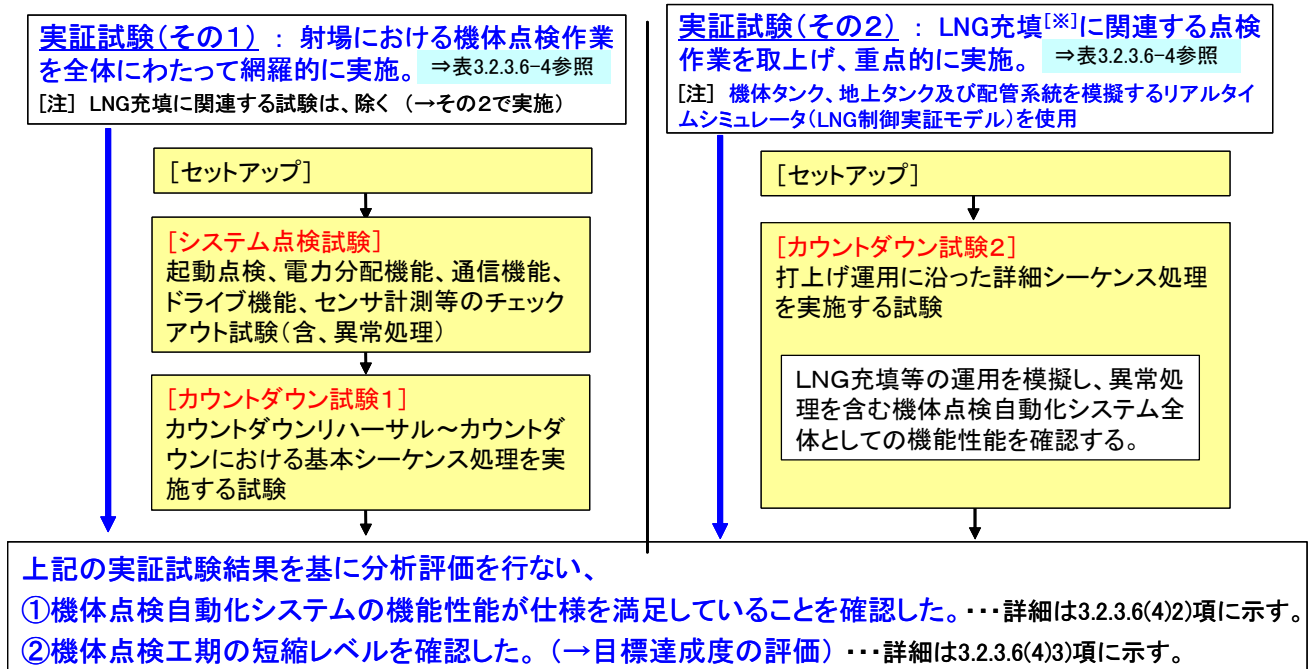 実証試験(その1) : 射場における機体点検作業
を全体にわたって網羅的に実施。 ⇒表3.2.3.6-4参照
[注] LNG充填に関連する試験は、除く (→その2で実施)
[セットアップ]
[システム点検試験]
起動点検、電力分配機能、通信機能、
ドライブ機能、センサ計測等のチェック
アウト試験(含、異常処理)
[カウントダウン試験1]
カウントダウンリハーサル~カウントダ
ウンにおける基本シーケンス処理を実
施する試験
実証試験(その2) : LNG充填[※]に関連する点検
作業を取上げ、重点的に実施。 ⇒表3.2.3.6-4参照
[注] 機体タンク、地上タンク及び配管系統を模擬するリアルタイ
ムシミュレータ(LNG制御実証モデル)を使用
[セットアップ]
[カウントダウン試験2]
打上げ運用に沿った詳細シーケンス処理
を実施する試験
LNG充填等の運用を模擬し、異常処
理を含む機体点検自動化システム全
体としての機能性能を確認する。
上記の実証試験結果を基に分析評価を行ない、
①機体点検自動化システムの機能性能が仕様を満足していることを確認した。・・・詳細は3.2.3.6(4)2)項に示す。
②機体点検工期の短縮レベルを確認した。(→目標達成度の評価) ・・・詳細は3.2.3.6(4)3)項に示す。